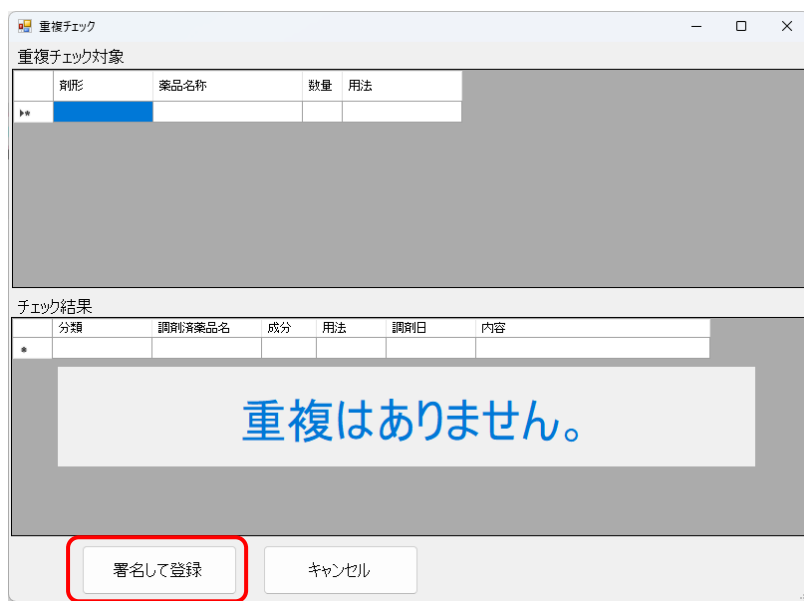 重複チェック
重複チェック対象
剤形 薬品名称 数量 用法
チェック結果
分類 調剤済薬品名 成分 用法 調剤日 内容
重複はありません。
署名して登録 キャンセル